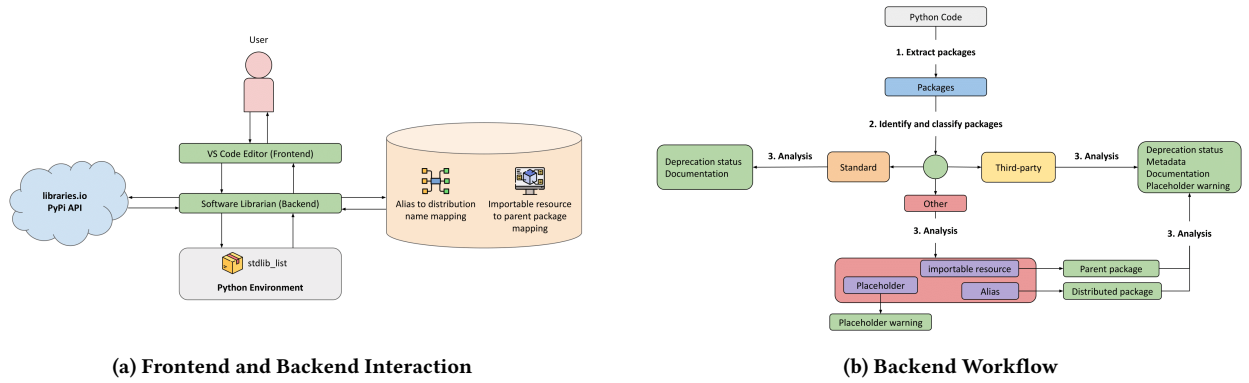 User
VS Code Editor (Frontend)
libraries.io
PyPi API
Software Librarian (Backend)
Alias to distribution
name mapping
Importable resource
to parent package
mapping
stdlib_list
Python Environment
(a) Frontend and Backend Interaction
Python Code
1. Extract packages
Packages
2. Identify and classify packages
Deprecation status
Documentation
3. Analysis
Standard
Third-party
3. Analysis
Deprecation status
Metadata
Documentation
Placeholder warning
Other
3. Analysis
3. Analysis
importable resource
Parent package
Placeholder
Alias
Distributed package
Placeholder warning
(b) Backend Workflow